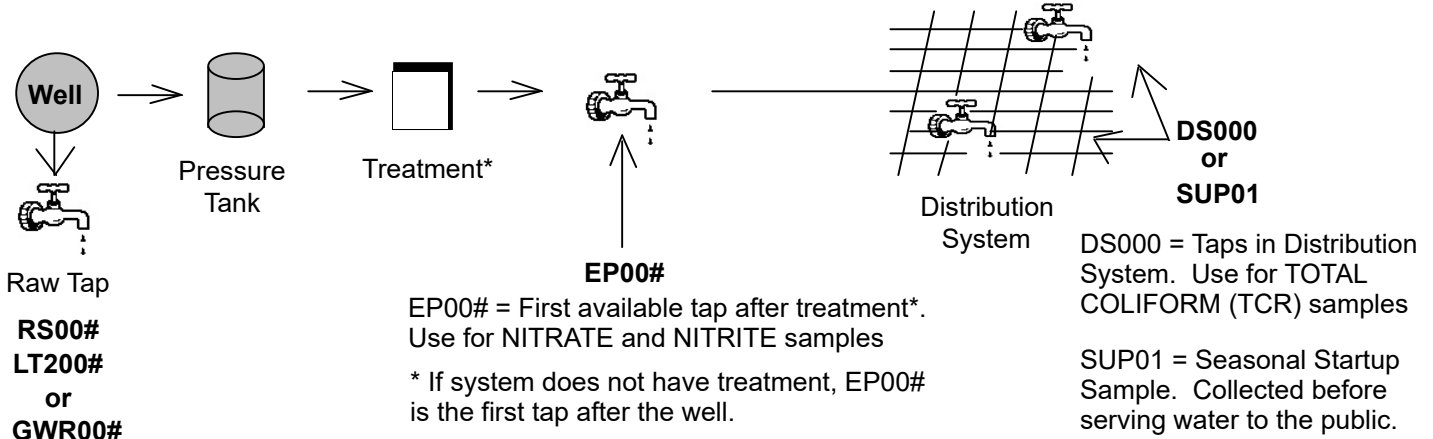 Well
Pressure
Tank
Treatment*
Raw Tap
RS00#
LT200#
or
GWR00#
EP00#
EP00# = First available tap after treatment*.
Use for NITRATE and NITRITE samples
* If system does not have treatment, EP00#
is the first tap after the well.
Distribution
System
DS000
or
SUP01
DS000 = Taps in Distribution
System. Use for TOTAL
COLIFORM (TCR) samples
SUP01 = Seasonal Startup
Sample. Collected before
serving water to the public.